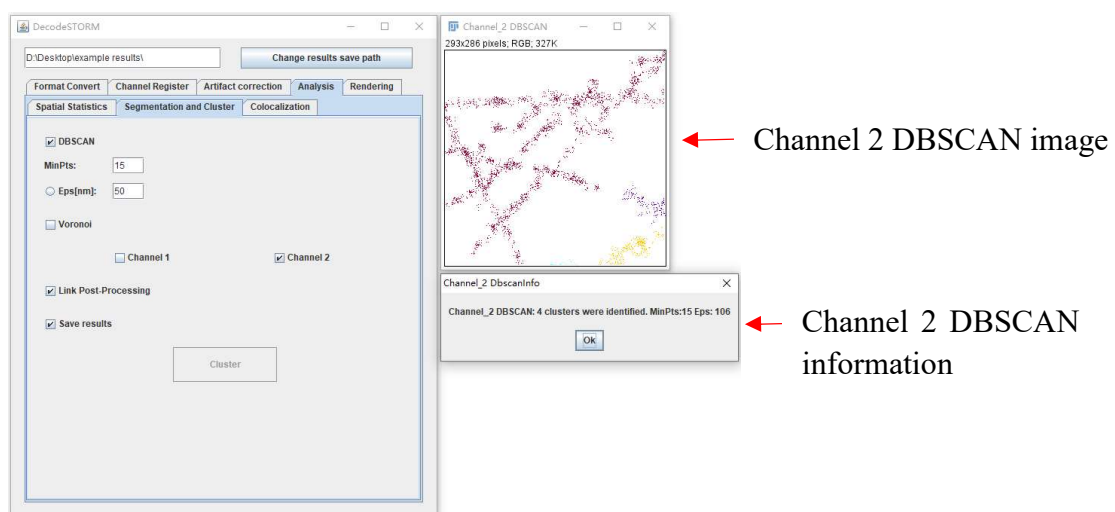 DecodeSTORM
D:\Desktop\example results\
Change results save path
Format Convert Channel Register Artifact correction Analysis Rendering
Spatial Statistics Segmentation and Cluster Colocalization
DBSCAN
MinPts: 15
Eps[nm]: 50
Voronoi
Channel 1 Channel 2
Link Post-Processing
Save results
Cluster
Channel_2 DBSCAN
293x286 pixels; RGB; 327K
Channel 2 DBSCAN image
Channel_2 DbscanInfo
Channel_2 DBSCAN: 4 clusters were identified. MinPts:15 Eps: 106
Ok
Channel 2 DBSCAN
information